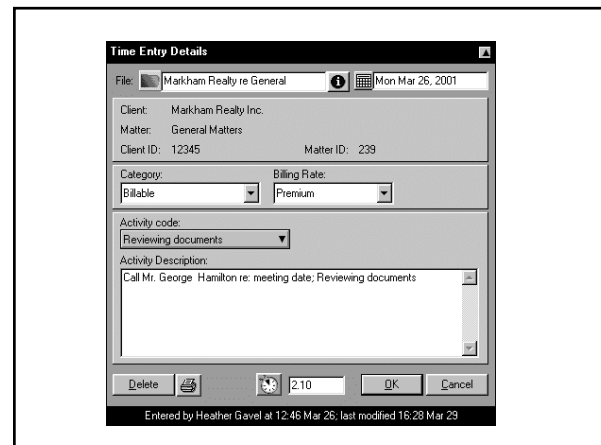 Time Entry Details
File: Markham Realty re General Mon Mar 26, 2001
Client: Markham Realty Inc.
Matter: General Matters
Client ID: 12345 Matter ID: 239
Category: Billing Rate:
Billable Premium
Activity code:
Reviewing documents
Activity Description:
Call Mr. George  Hamilton re: meeting date; Reviewing documents
Delete 2.10 OK Cancel
Entered by Heather Gavel at 12:46 Mar 26; last modified 16:28 Mar 29